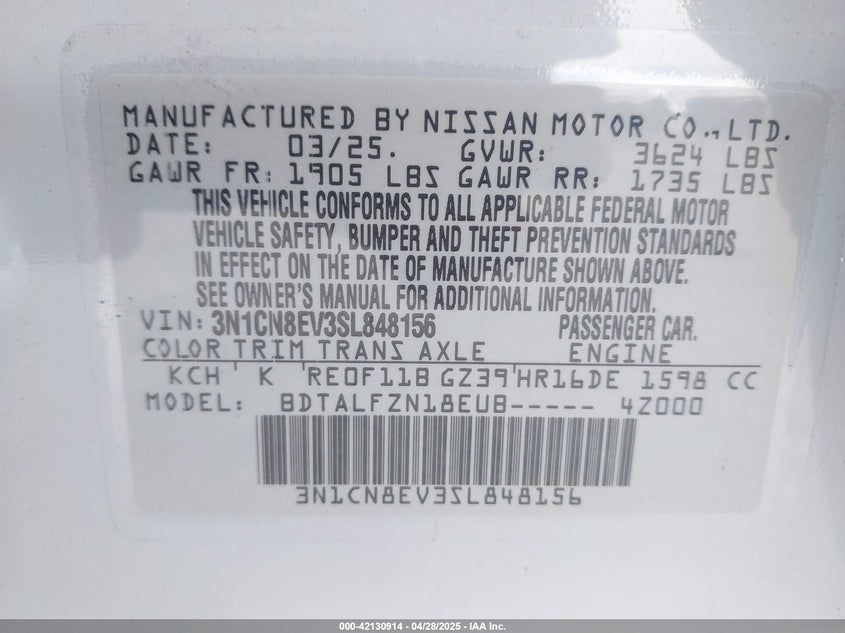 MANUFACTURED BY NISSAN MOTOR CO., LTD.
DATE: 03/25. GVWR: 3624 LBS
GAWR FR: 1905 LBS GAWR RR: 1735 LBS
THIS VEHICLE CONFORMS TO ALL APPLICABLE FEDERAL MOTOR
VEHICLE SAFETY, BUMPER AND THEFT PREVENTION STANDARDS
IN EFFECT ON THE DATE OF MANUFACTURE SHOWN ABOVE.
SEE OWNER'S MANUAL FOR ADDITIONAL INFORMATION.
VIN: 3N1CN8EV3SL848156 PASSENGER CAR.
COLOR TRIM TRANS AXLE ENGINE
KCH K RE0F11B GZ39 HR16DE 1598 CC
MODEL: BDTALFZN18EUB----- 4Z000
3N1CN8EV3SL848156
000-42130914 - 04/28/2025 - IAA Inc.